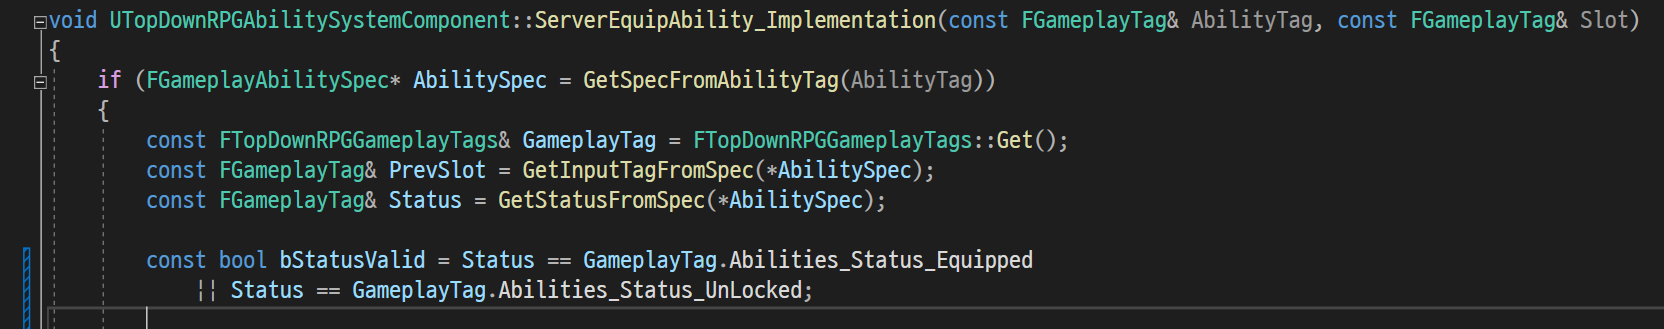 void UTopDownRPGAbilitySystemComponent::ServerEquipAbility_Implementation(const FGameplayTag& AbilityTag, const FGameplayTag& Slot)
{
if (FGameplayAbilitySpec* AbilitySpec = GetSpecFromAbilityTag(AbilityTag))
{
const FTopDownRPGGameplayTags& GameplayTag = FTopDownRPGGameplayTags::Get();
const FGameplayTag& PrevSlot = GetInputTagFromSpec(*AbilitySpec);
const FGameplayTag& Status = GetStatusFromSpec(*AbilitySpec);
const bool bStatusValid = Status == GameplayTag.Abilities_Status_Equipped
|| Status == GameplayTag.Abilities_Status_UnLocked;